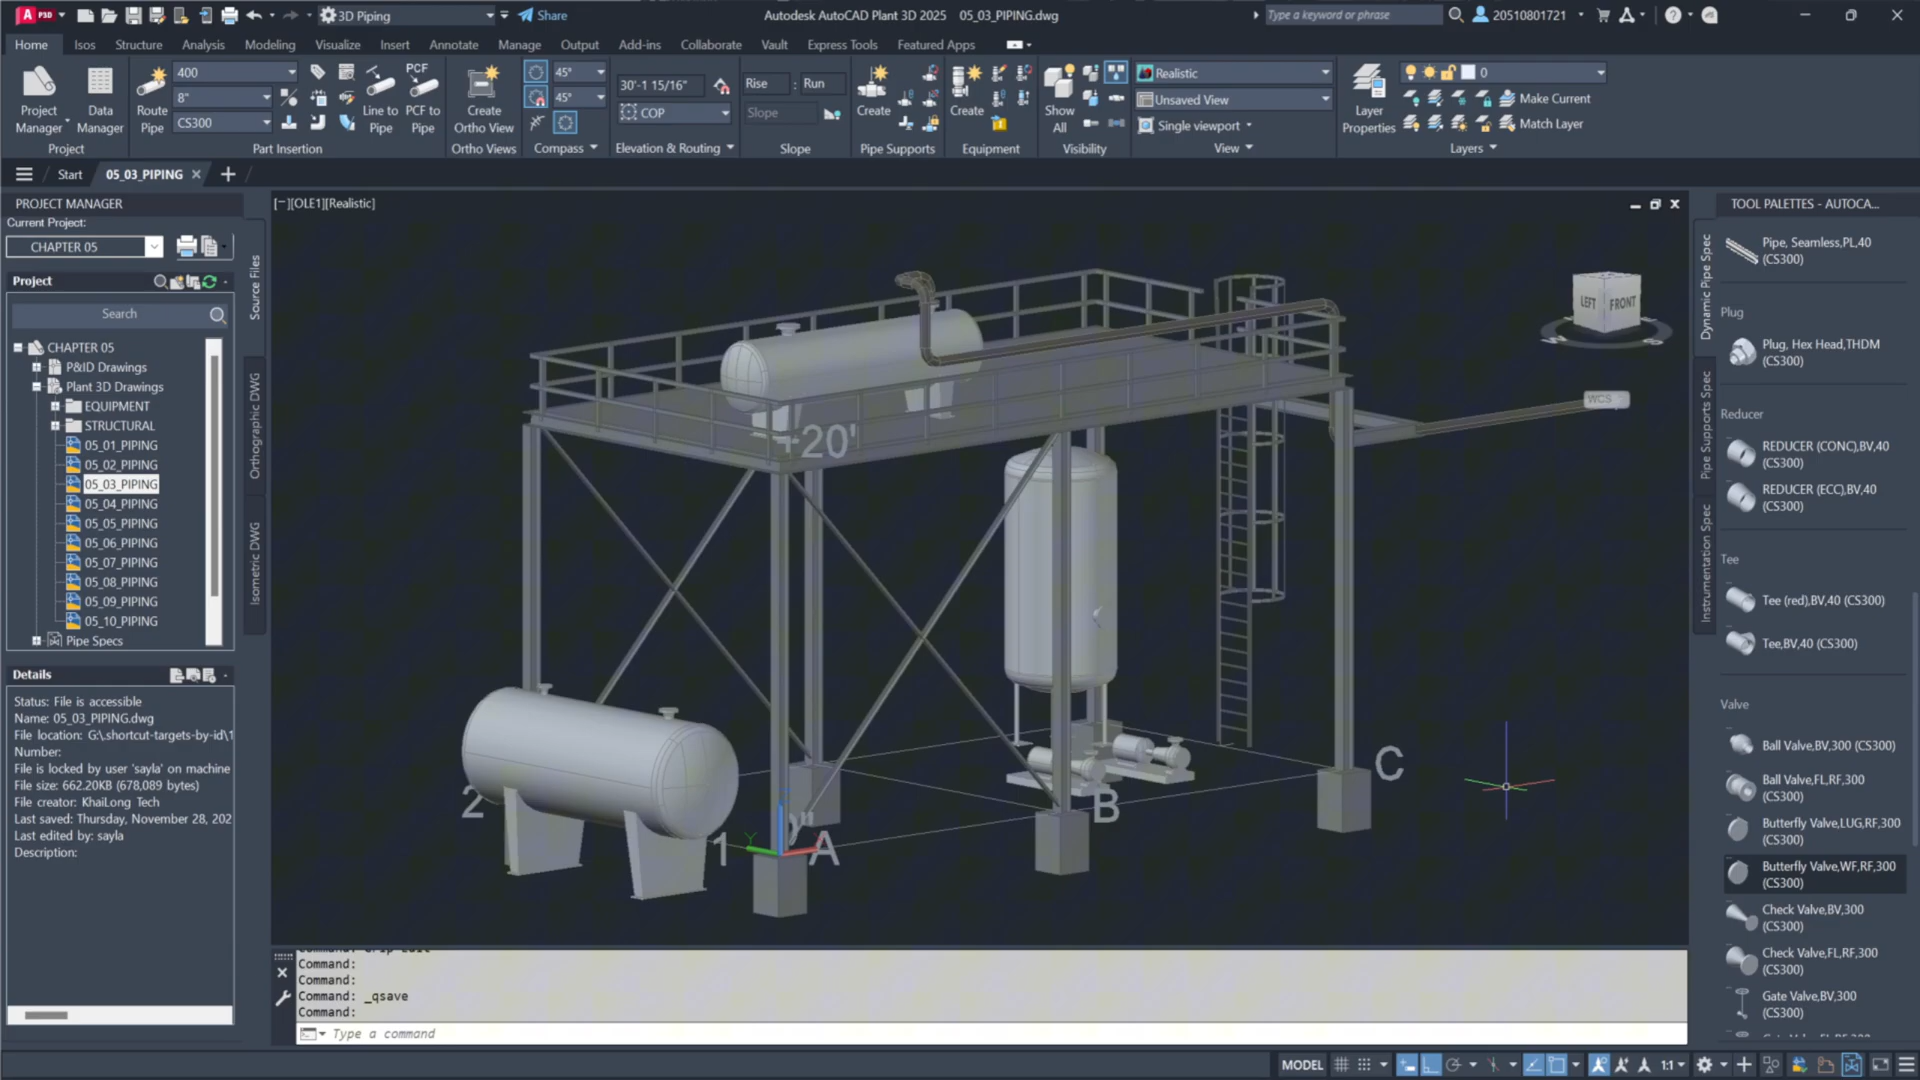 A P3D
3D Piping
Share
Autodesk AutoCAD Plant 3D 2025 05_03_PIPING.dwg
Type a keyword or phrase
20510801721
Home
Isos
Structure
Analysis
Modeling
Visualize
Insert
Annotate
Manage
Output
Add-ins
Collaborate
Vault
Express Tools
Featured Apps
Project
Manager
Data
Manager
Project
Route
Pipe
400
8"
CS300
Line to
Pipe
PCF
PCF to
Pipe
Part Insertion
Create
Ortho View
Ortho Views
45°
45°
Compass
30'-1 15/16"
COP
Elevation & Routing
Rise : Run
Slope
Slope
Create
Pipe Supports
Create
Equipment
Show
All
Visibility
Realistic
Unsaved View
Single viewport
View
Layer
Properties
0
Make Current
Match Layer
Layers
Start
05_03_PIPING
PROJECT MANAGER
Current Project:
CHAPTER 05
Project
Search
CHAPTER 05
P&ID Drawings
Plant 3D Drawings
EQUIPMENT
STRUCTURAL
05_01_PIPING
05_02_PIPING
05_03_PIPING
05_04_PIPING
05_05_PIPING
05_06_PIPING
05_07_PIPING
05_08_PIPING
05_09_PIPING
05_10_PIPING
Pipe Specs
Source Files
Orthographic DWG
Isometric DWG
Details
Status: File is accessible
Name: 05_03_PIPING.dwg
File location: G:\.shortcut-targets-by-id\1
Number:
File is locked by user 'sayla' on machine
File size: 662.20KB (678,089 bytes)
File creator: KhaiLong Tech
Last saved: Thursday, November 28, 202
Last edited by: sayla
Description:
[−][OLE1][Realistic]
LEFT
FRONT
WCS
+20'
C
B
A
1
2
Command:
Command:
Command: _qsave
Command:
Type a command
TOOL PALETTES - AUTOCA...
Dynamic Pipe Spec
Pipe Supports Spec
Instrumentation Spec
Pipe, Seamless,PL,40
(CS300)
Plug
Plug, Hex Head,THDM
(CS300)
Reducer
REDUCER (CONC),BV,40
(CS300)
REDUCER (ECC),BV,40
(CS300)
Tee
Tee (red),BV,40 (CS300)
Tee,BV,40 (CS300)
Valve
Ball Valve,BV,300 (CS300)
Ball Valve,FL,RF,300
(CS300)
Butterfly Valve,LUG,RF,300
(CS300)
Butterfly Valve,WF,RF,300
(CS300)
Check Valve,BV,300
(CS300)
Check Valve,FL,RF,300
(CS300)
Gate Valve,BV,300
(CS300)
MODEL
1:1